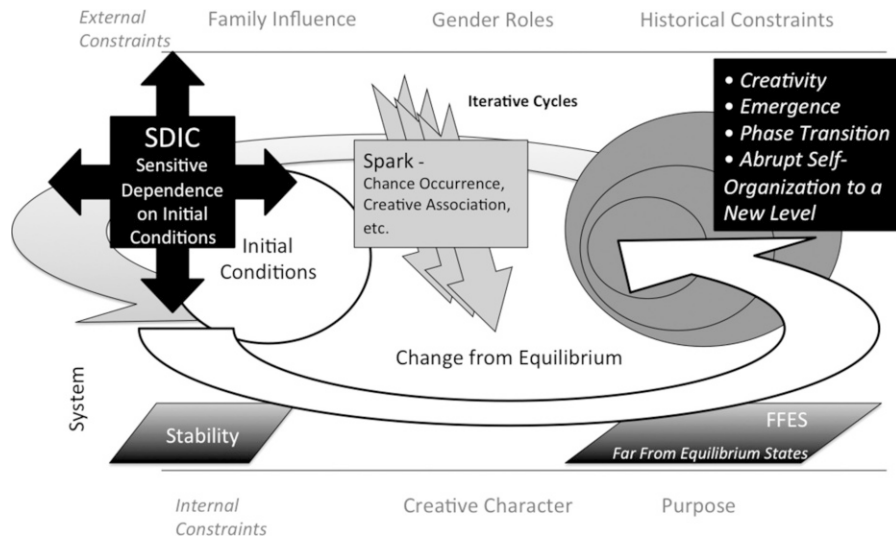 External
Constraints
Family Influence
Gender Roles
Historical Constraints
SDIC
Sensitive
Dependence
on Initial
Conditions
Initial
Conditions
Iterative Cycles
Spark -
Chance Occurrence,
Creative Association,
etc.
• Creativity
• Emergence
• Phase Transition
• Abrupt Self-
Organization to a
New Level
Change from Equilibrium
System
Stability
FFES
Far From Equilibrium States
Internal
Constraints
Creative Character
Purpose